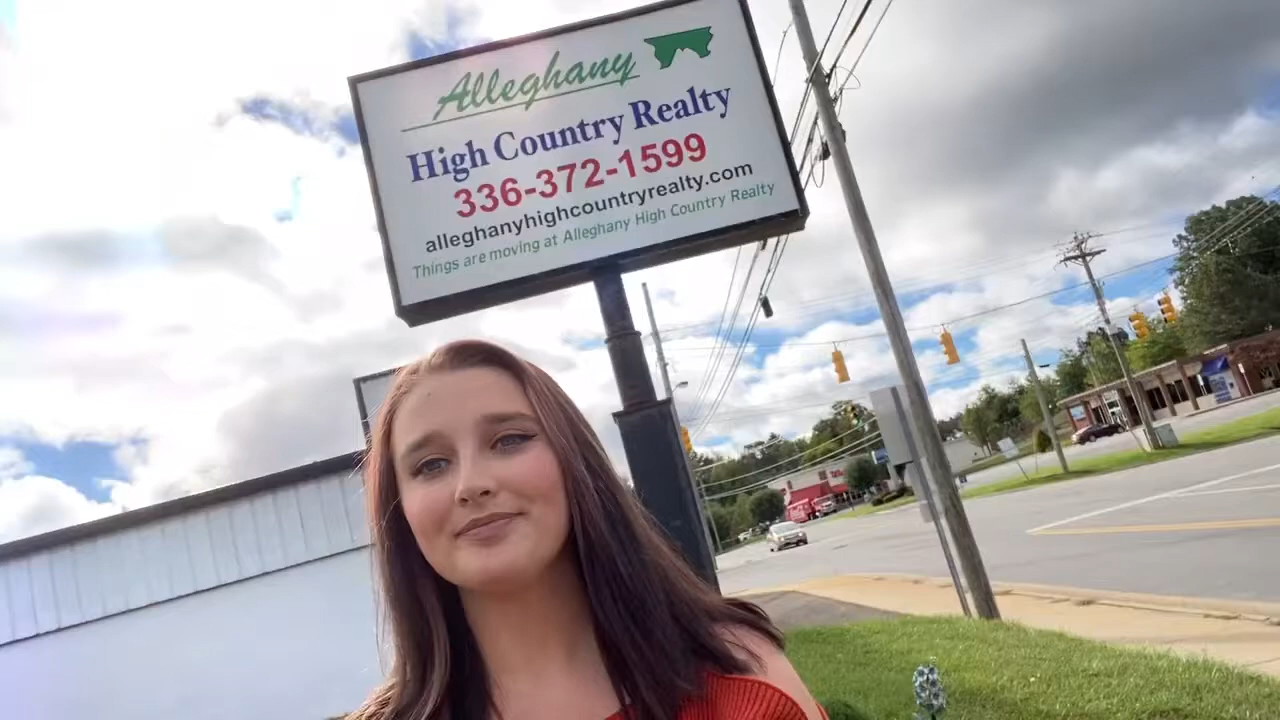 Alleghany
High Country Realty
336-372-1599
alleghanyhighcountryrealty.com
Things are moving at Alleghany High Country Realty